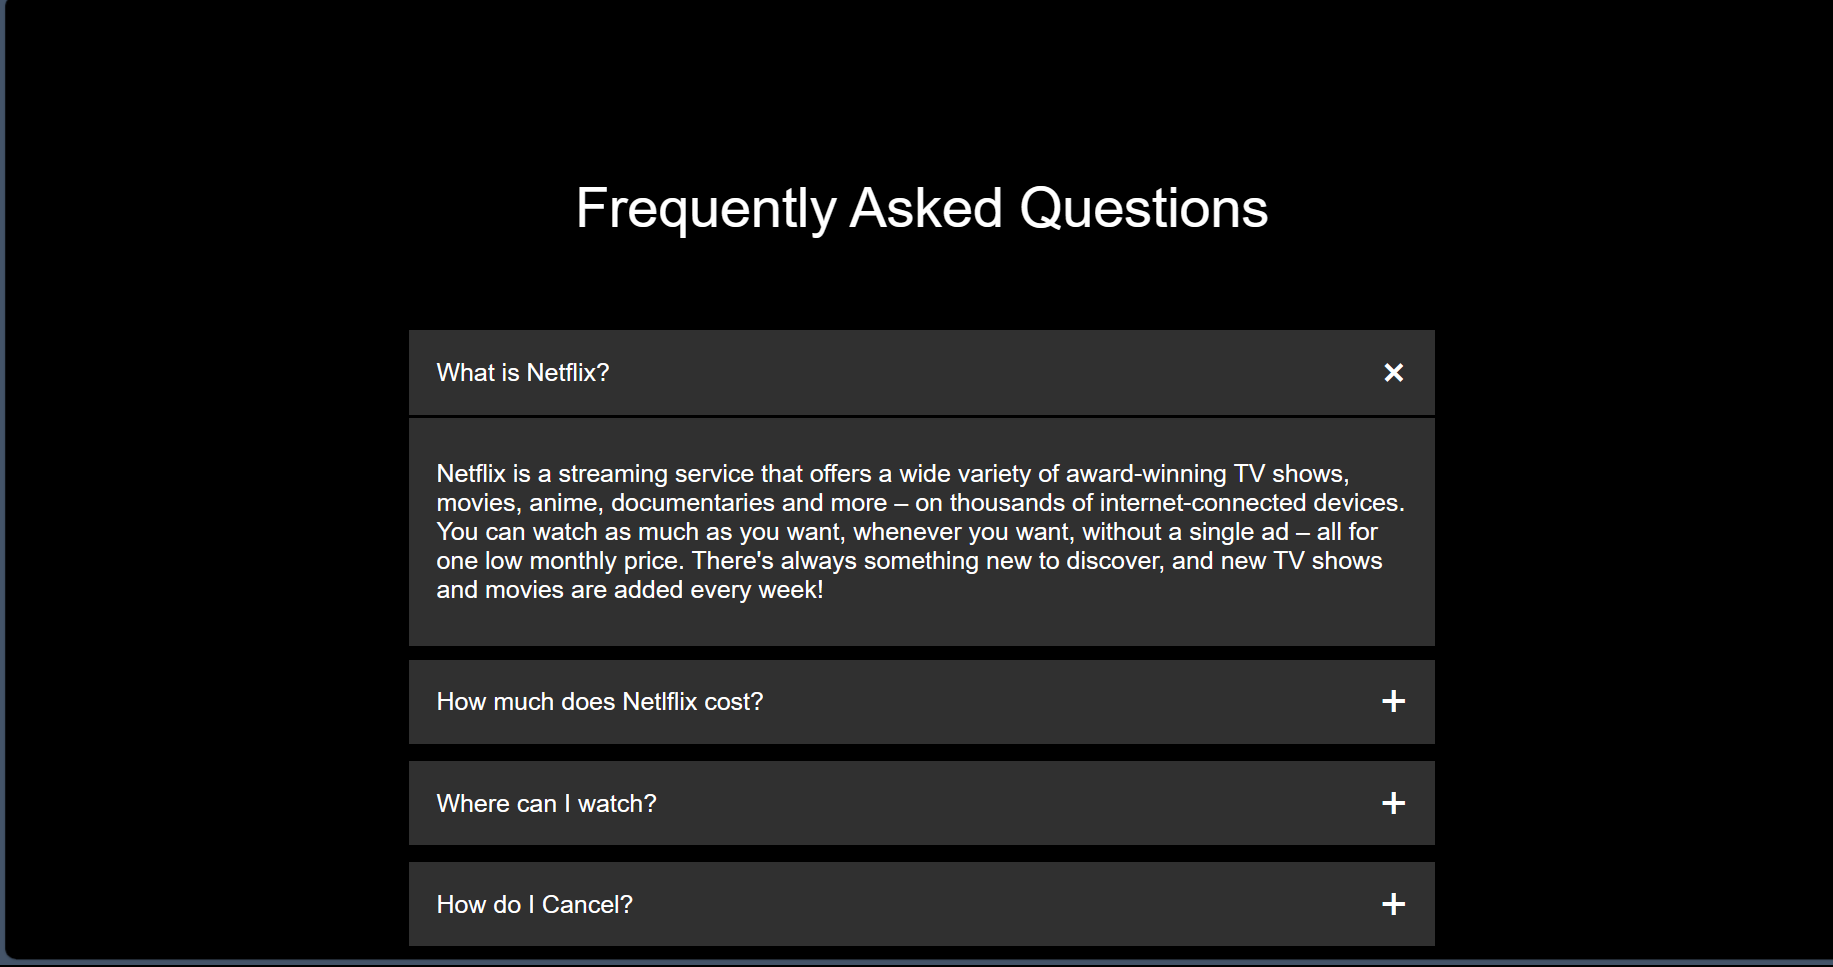 Frequently Asked Questions
What is Netflix?
Netflix is a streaming service that offers a wide variety of award-winning TV shows,
movies, anime, documentaries and more – on thousands of internet-connected devices.
You can watch as much as you want, whenever you want, without a single ad – all for
one low monthly price. There's always something new to discover, and new TV shows
and movies are added every week!
How much does Netlflix cost?
Where can I watch?
How do I Cancel?